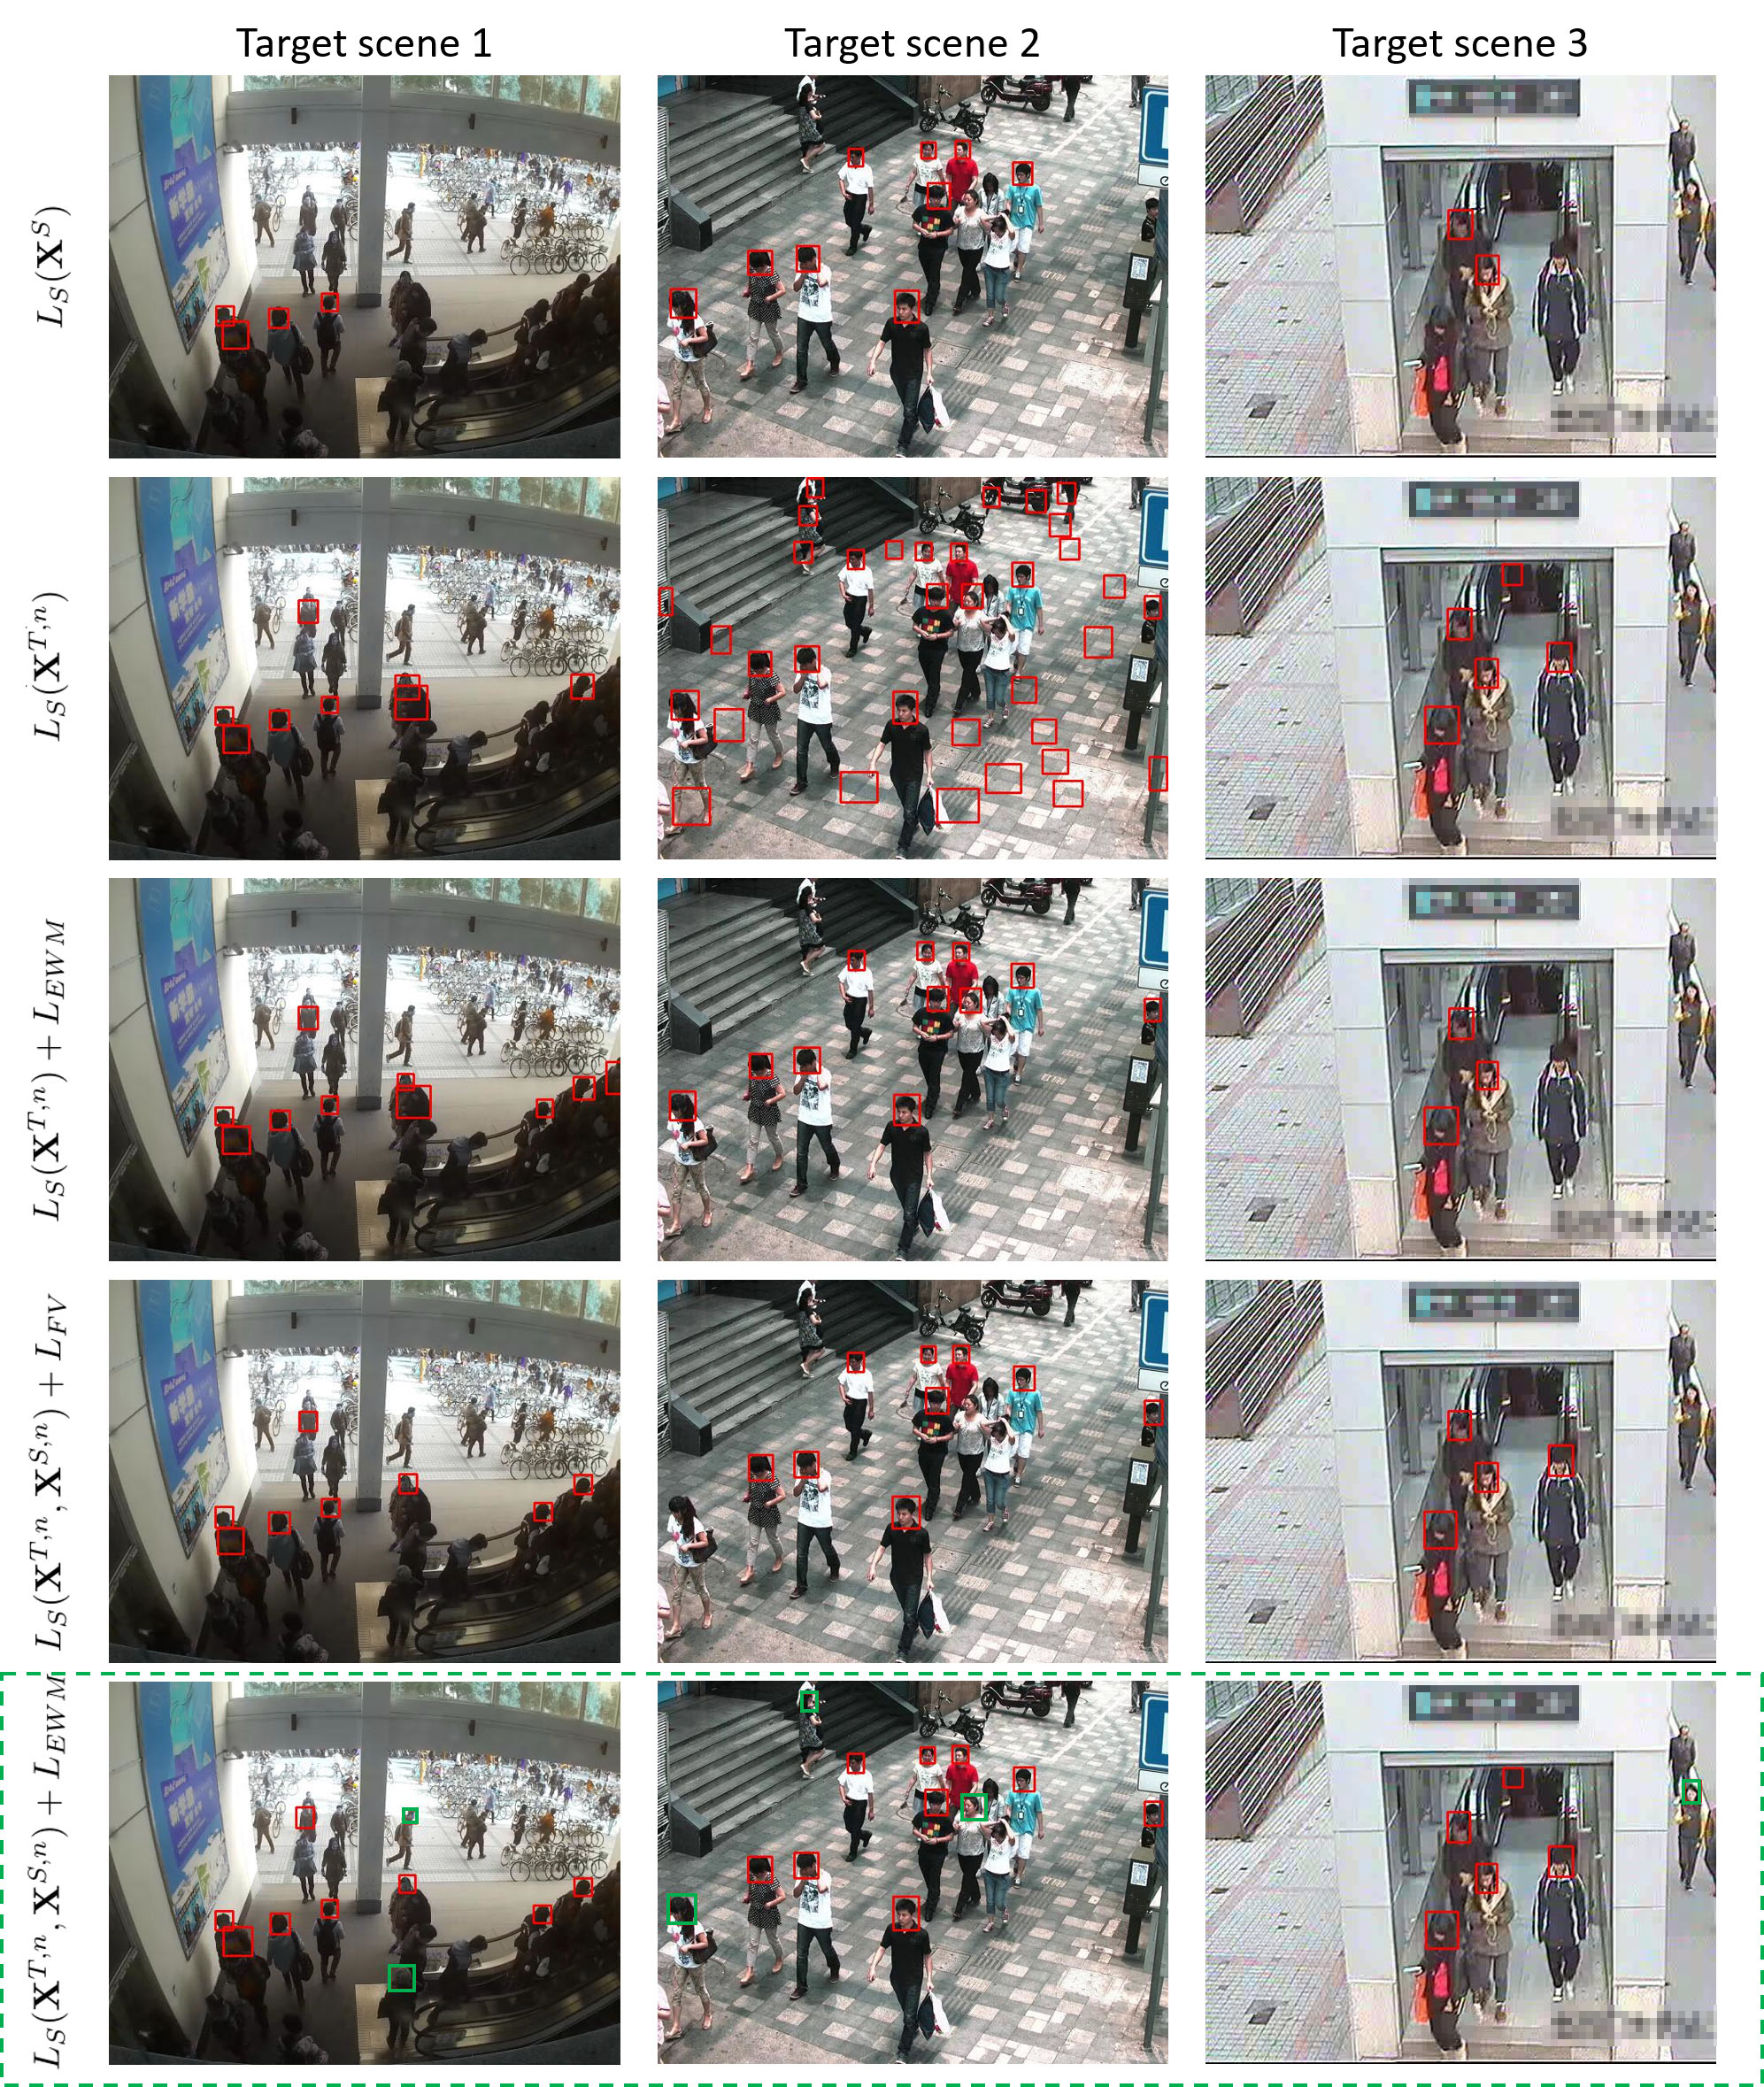 Target scene 1 Target scene 2 Target scene 3
L_S(X^S)
L_S(X^{T,n})
L_S(X^{T,n}) + L_{EWM}
L_S(X^{T,n}, X^{S,n}) + L_{FV}
L_S(X^{T,n}, X^{S,n}) + L_{EWM}